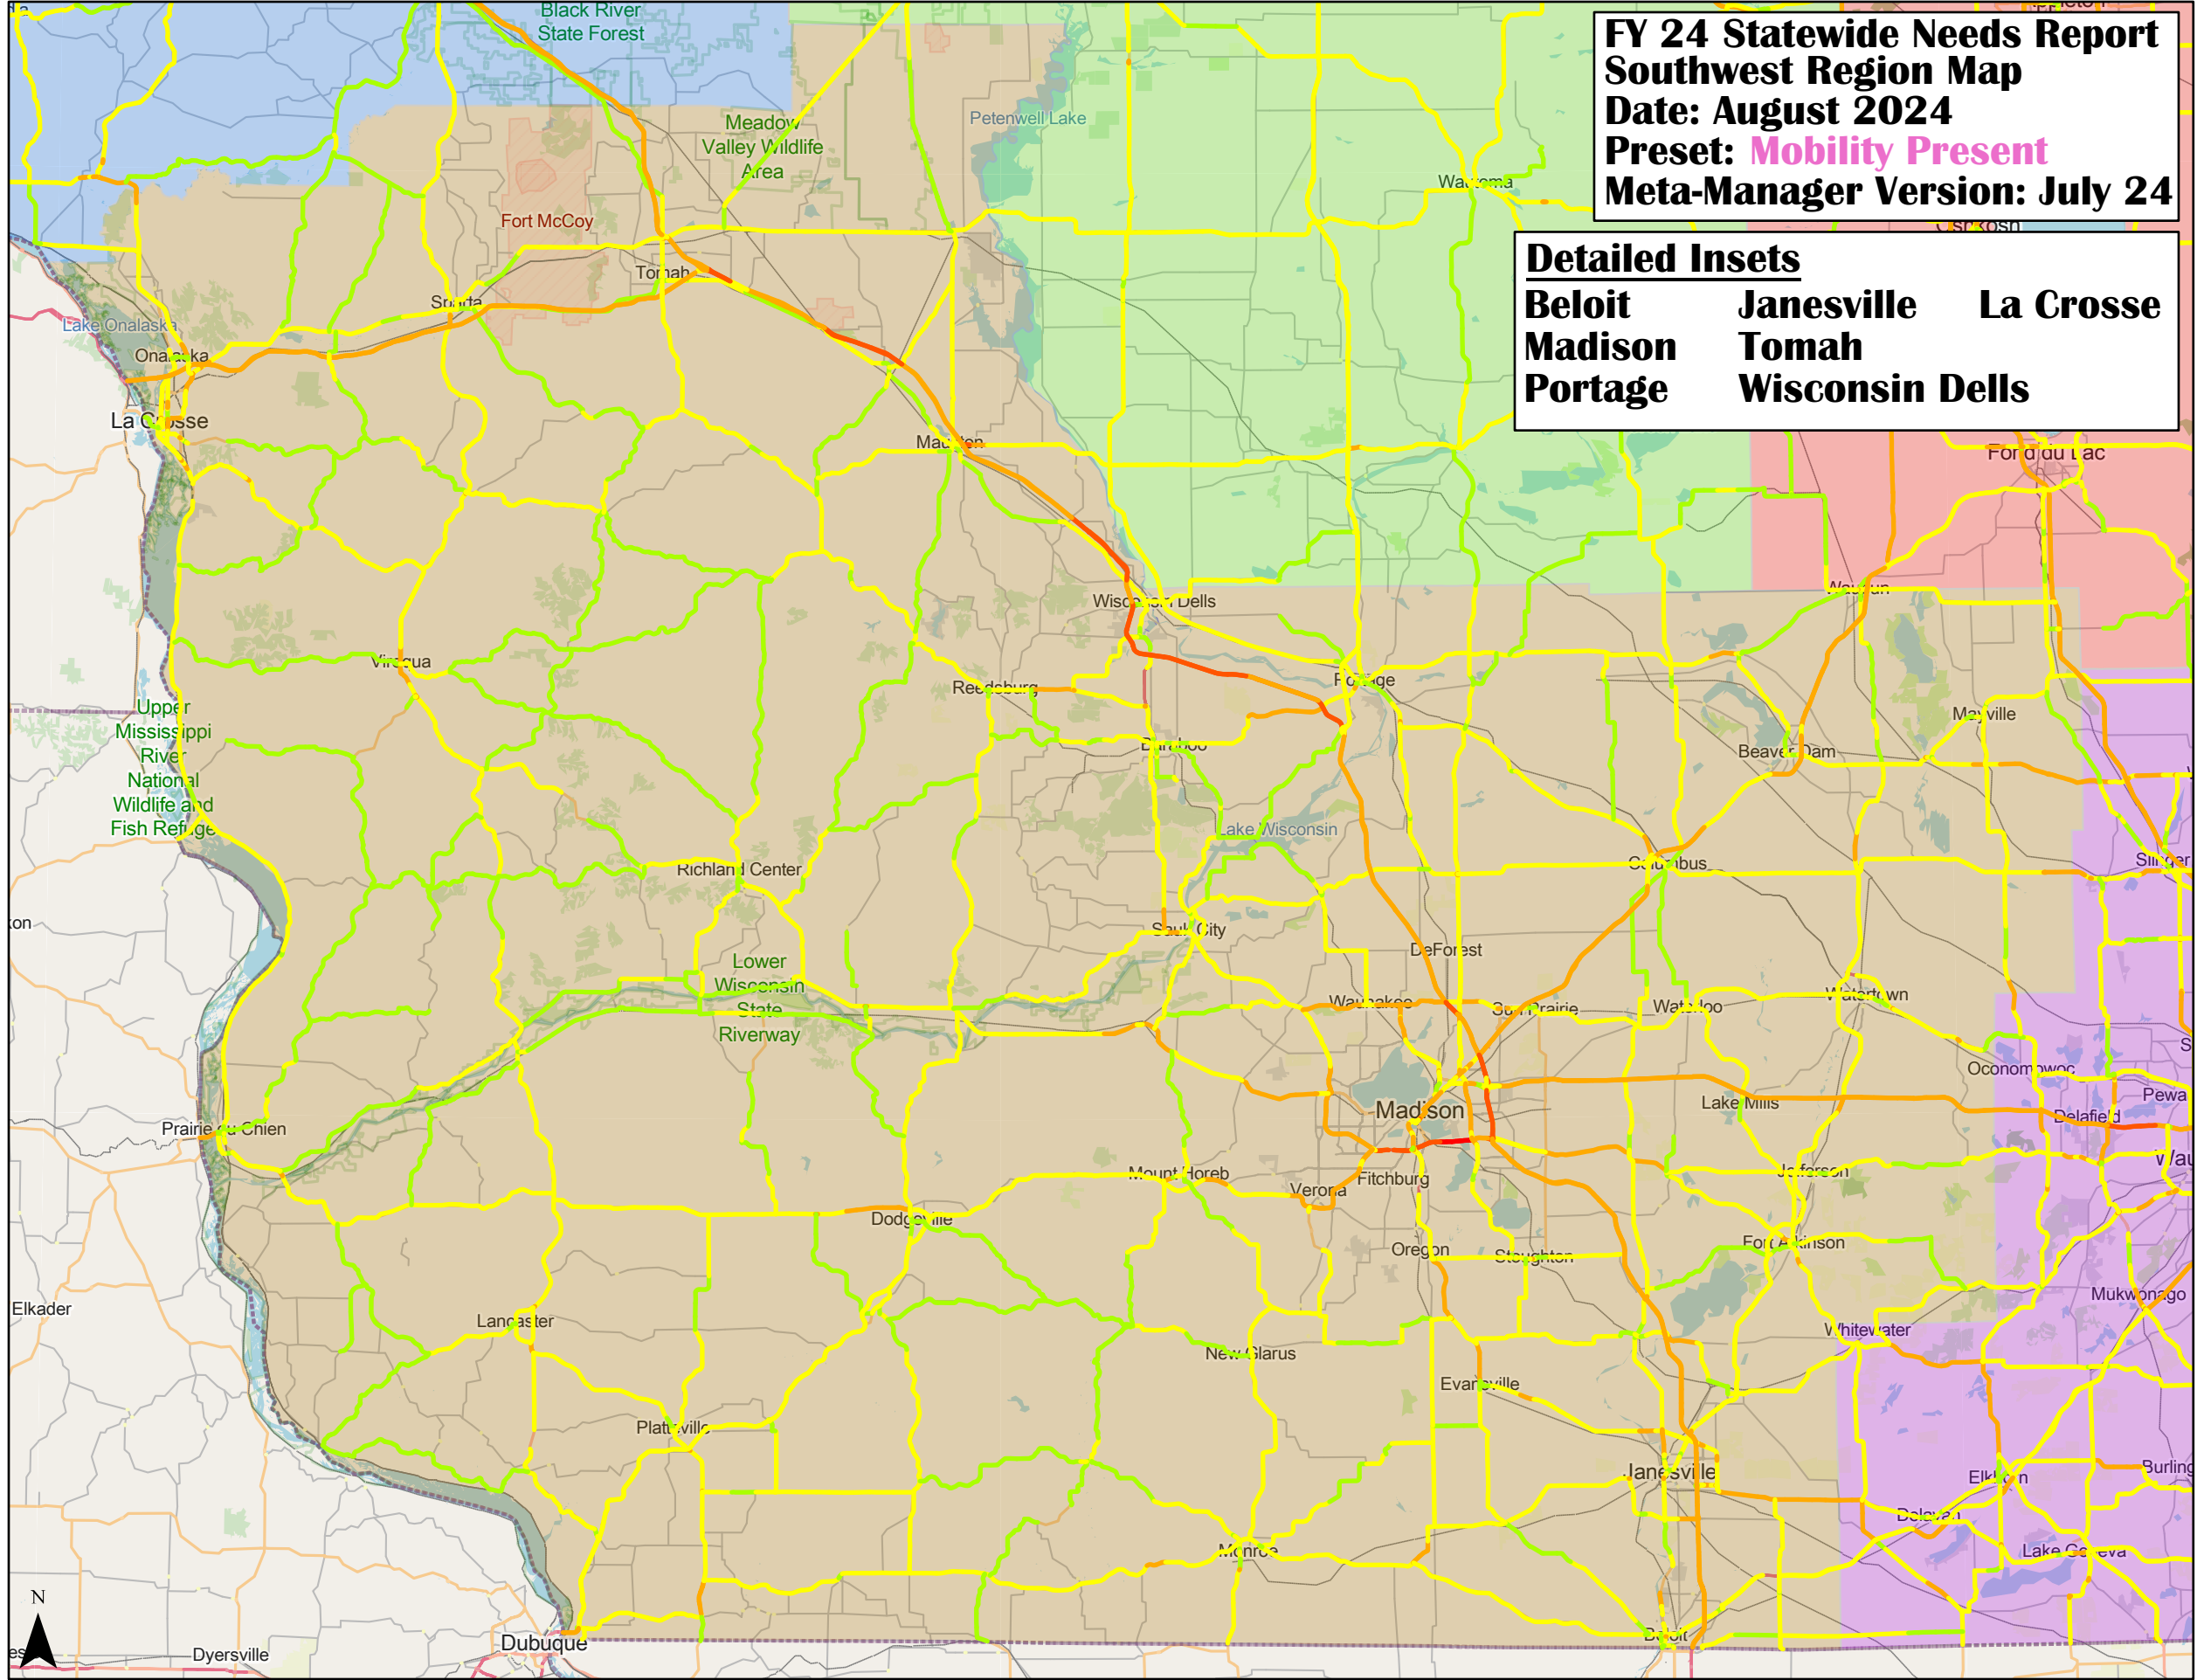 Black River
State Forest
FY 24 Statewide Needs Report
Southwest Region Map
Date: August 2024
Preset: Mobility Present
Meta-Manager Version: July 24
Detailed Insets
Beloit Janesville La Crosse
Madison Tomah
Portage Wisconsin Dells
Petenwell Lake
Meadow
Valley Wildlife
Area
Wautoma
Fort McCoy
Oshkosh
Tomah
Sparta
Lake Onalaska
Onalaska
La Crosse
Mauston
Fond du Lac
Waupun
Wisconsin Dells
Viroqua
Reedsburg
Portage
Upper
Mississippi
River
National
Wildlife and
Fish Refuge
Mayville
Baraboo
Beaver Dam
Lake Wisconsin
Richland Center
Columbus
Slinger
Sauk City
DeForest
Lower
Wisconsin
State
Riverway
Waunakee
Sun Prairie
Waterloo
Watertown
Oconomowoc
Madison
Lake Mills
Pewa
Delafield
Prairie du Chien
Mount Horeb
Fitchburg
Verona
Jefferson
Wau
Dodgeville
Oregon
Stoughton
Fort Atkinson
Elkader
Mukwonago
Lancaster
Whitewater
New Glarus
Evansville
Platteville
Janesville
Elkhorn
Burling
Delavan
Monroe
Lake Geneva
N
Dubuque
Dyersville
Beloit